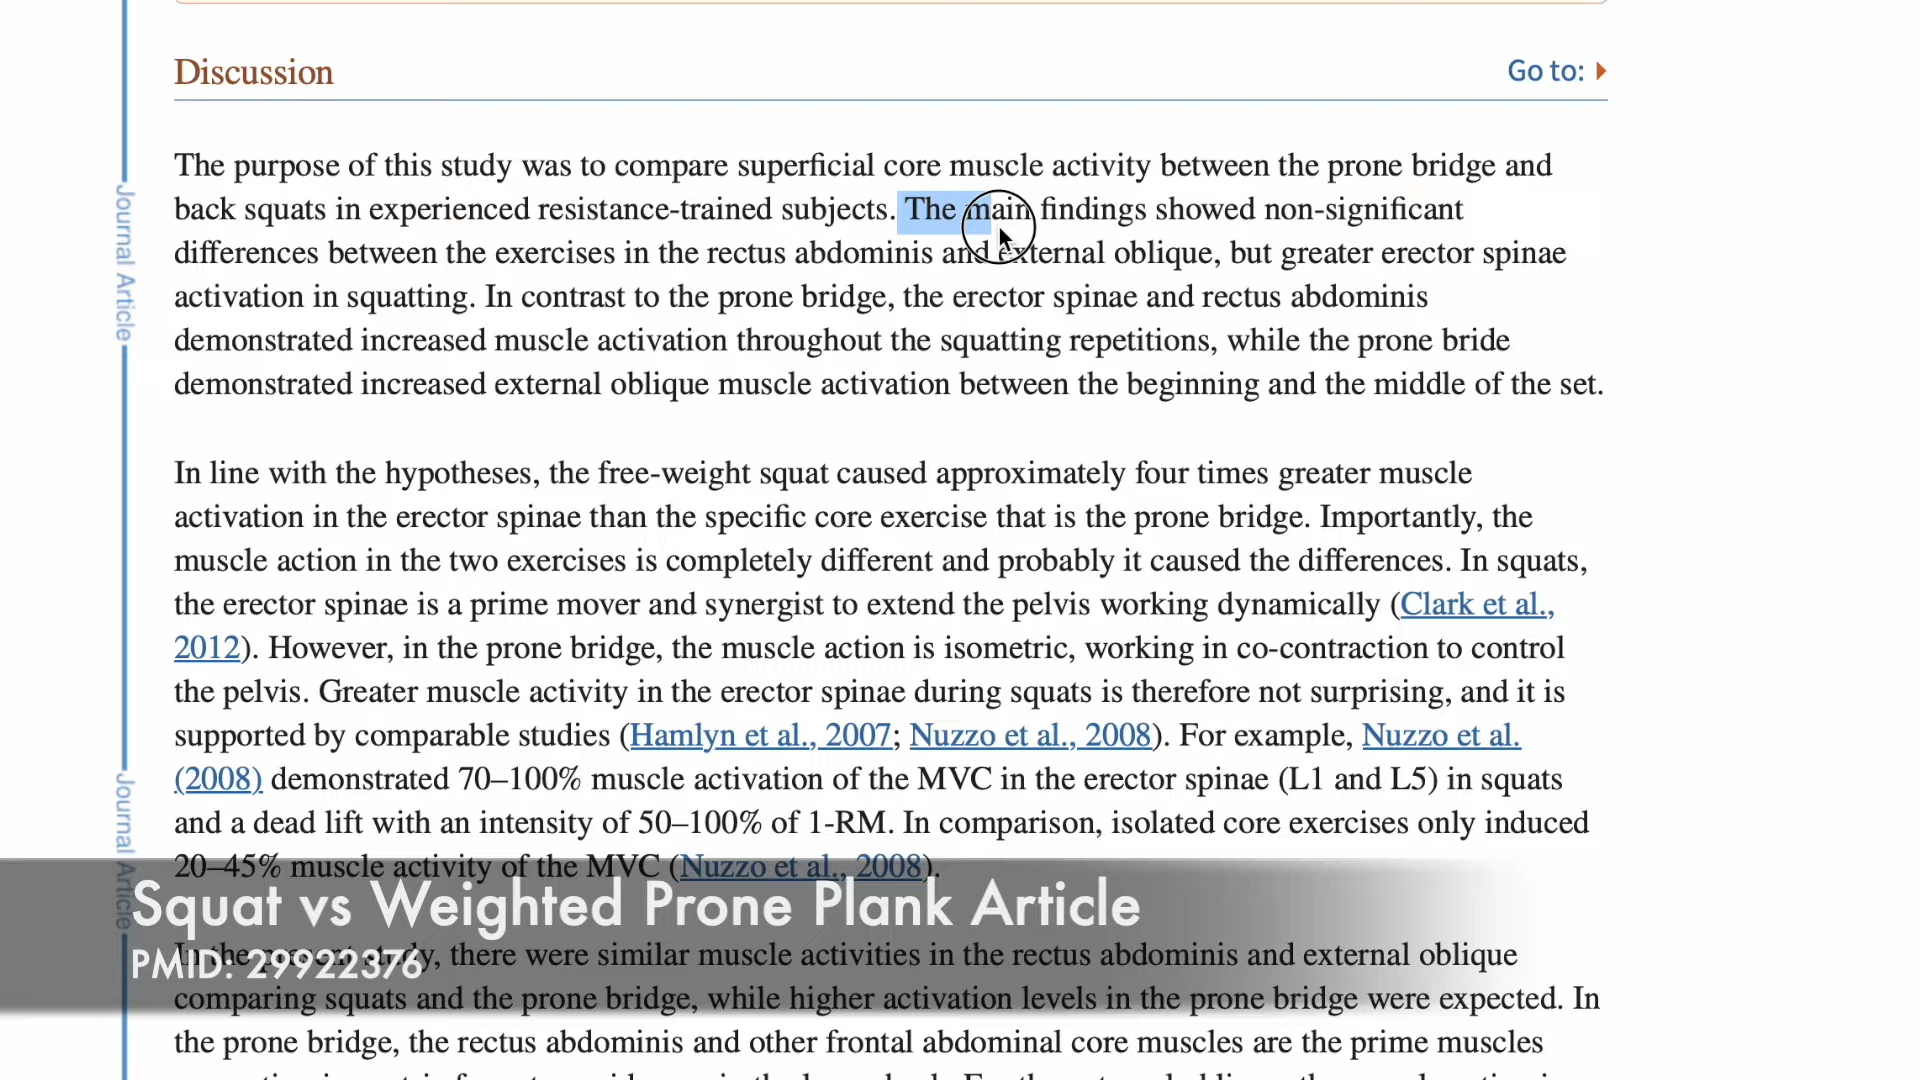 Discussion
Go to:
The purpose of this study was to compare superficial core muscle activity between the prone bridge and
back squats in experienced resistance-trained subjects. The main findings showed non-significant
differences between the exercises in the rectus abdominis and external oblique, but greater erector spinae
activation in squatting. In contrast to the prone bridge, the erector spinae and rectus abdominis
demonstrated increased muscle activation throughout the squatting repetitions, while the prone bride
demonstrated increased external oblique muscle activation between the beginning and the middle of the set.
In line with the hypotheses, the free-weight squat caused approximately four times greater muscle
activation in the erector spinae than the specific core exercise that is the prone bridge. Importantly, the
muscle action in the two exercises is completely different and probably it caused the differences. In squats,
the erector spinae is a prime mover and synergist to extend the pelvis working dynamically (Clark et al.,
2012). However, in the prone bridge, the muscle action is isometric, working in co-contraction to control
the pelvis. Greater muscle activity in the erector spinae during squats is therefore not surprising, and it is
supported by comparable studies (Hamlyn et al., 2007; Nuzzo et al., 2008). For example, Nuzzo et al.
(2008) demonstrated 70–100% muscle activation of the MVC in the erector spinae (L1 and L5) in squats
and a dead lift with an intensity of 50–100% of 1-RM. In comparison, isolated core exercises only induced
20–45% muscle activity of the MVC (Nuzzo et al., 2008).
Squat vs Weighted Prone Plank Article
PMID: 29922376
In the present study, there were similar muscle activities in the rectus abdominis and external oblique
comparing squats and the prone bridge, while higher activation levels in the prone bridge were expected. In
the prone bridge, the rectus abdominis and other frontal abdominal core muscles are the prime muscles
Journal Article
Journal Article